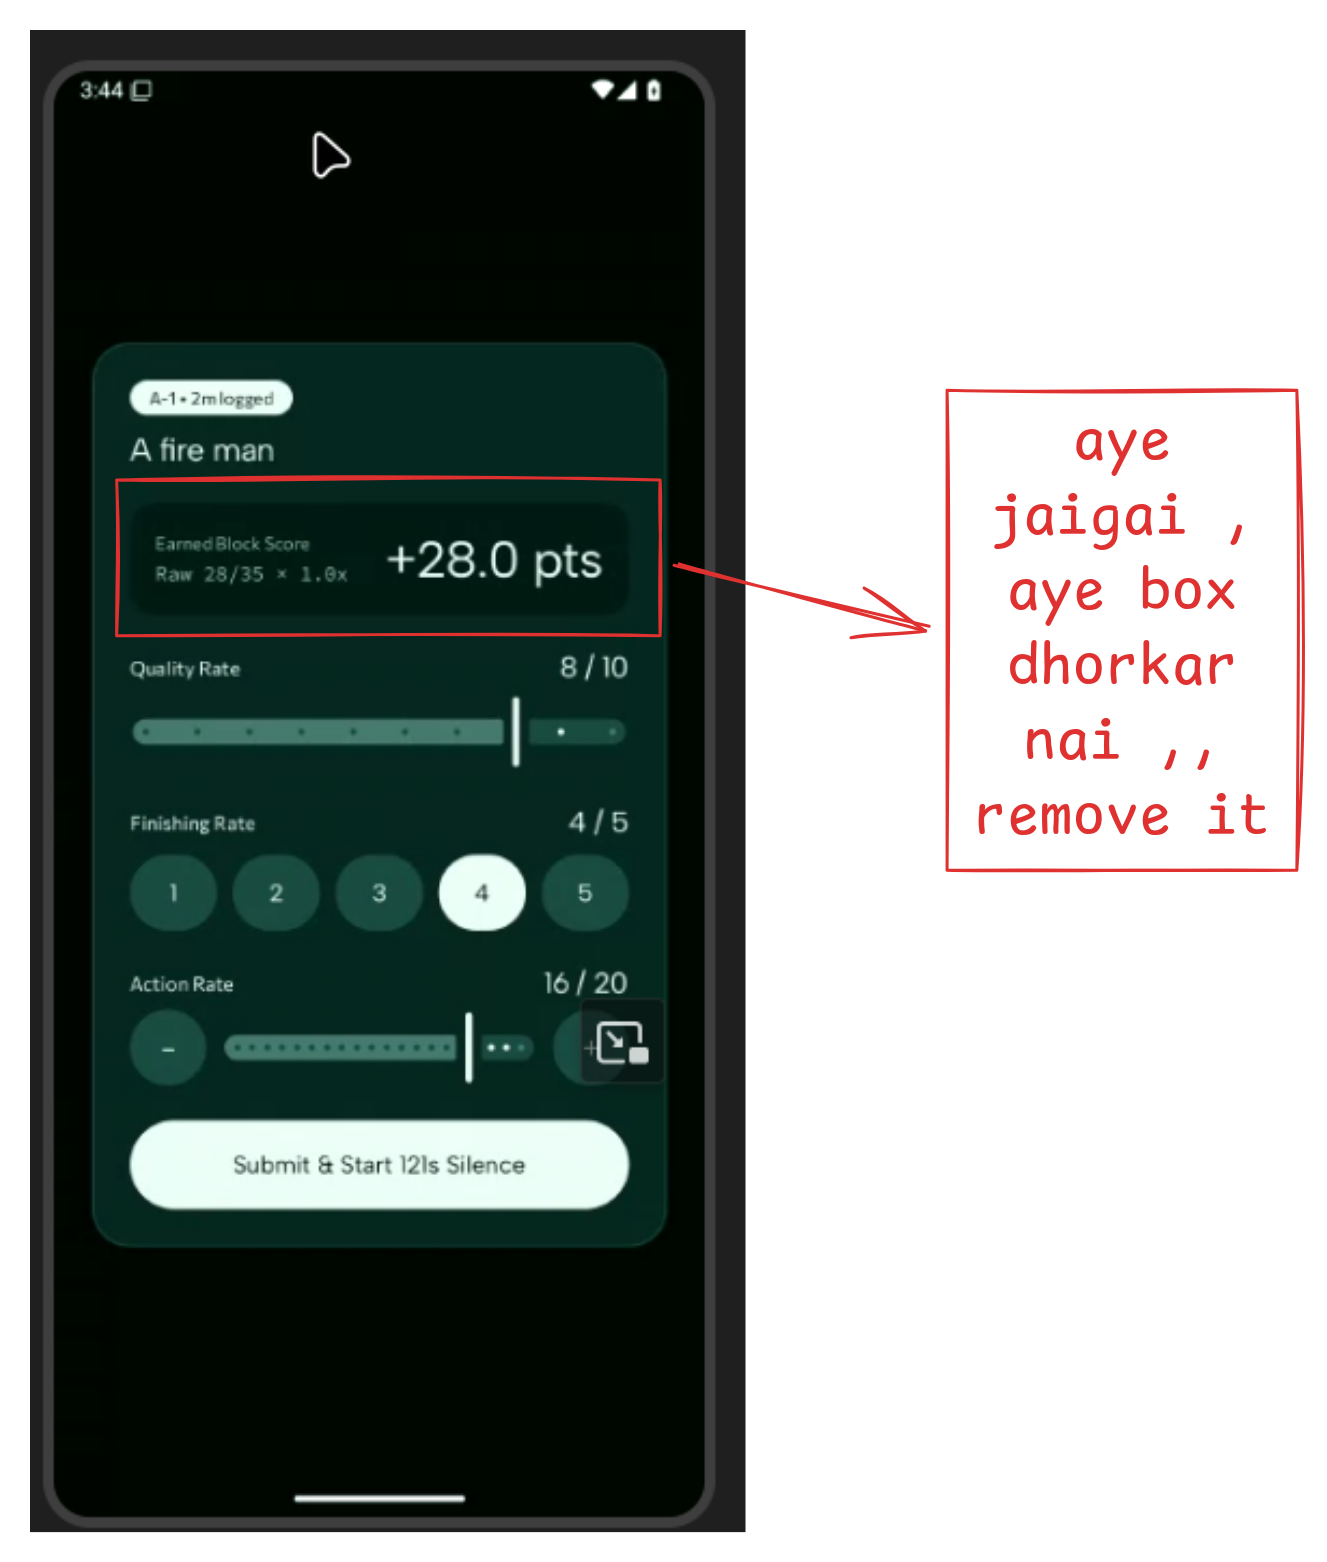 3:44
A-1 • 2m logged
A fire man
Earned Block Score
Raw 28/35 × 1.0x
+28.0 pts
Quality Rate
8 / 10
Finishing Rate
4 / 5
1 2 3 4 5
Action Rate
16 / 20
- +
Submit & Start 121s Silence
aye
jaigai ,
aye box
dhorkar
nai ,,
remove it